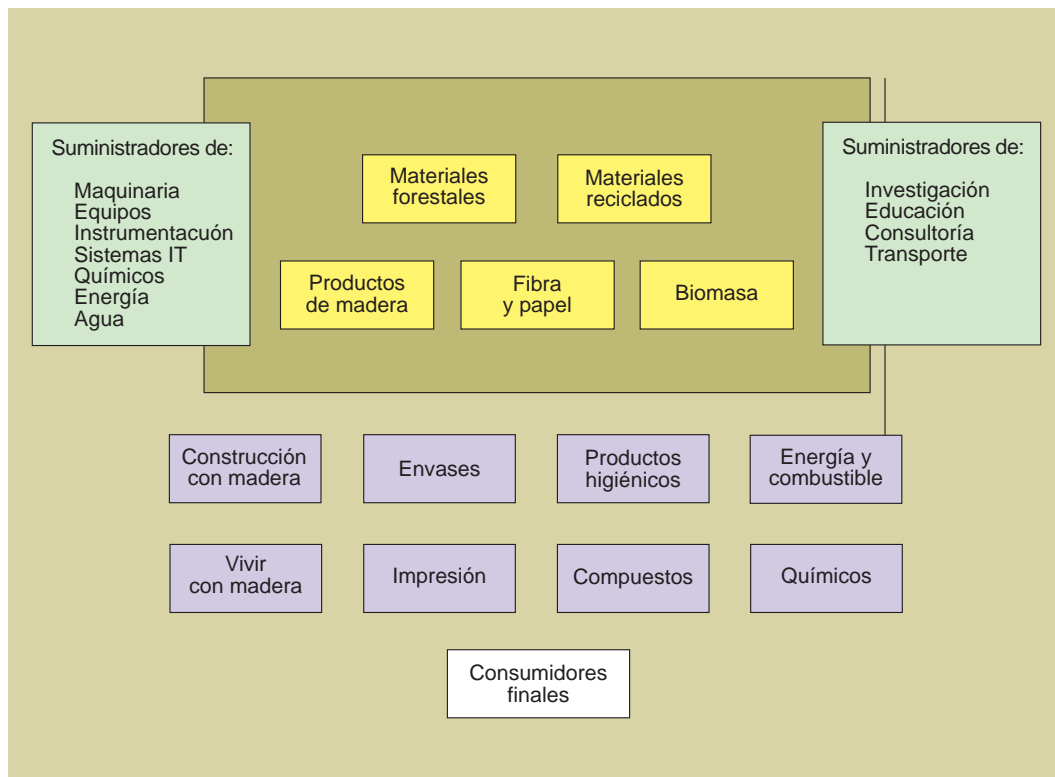 Suministradores de:
Maquinaria
Equipos
Instrumentacuón
Sistemas IT
Químicos
Energía
Agua
Materiales
forestales
Materiales
reciclados
Productos
de madera
Fibra
y papel
Biomasa
Suministradores de:
Investigación
Educación
Consultoría
Transporte
Construcción
con madera
Envases
Productos
higiénicos
Energía y
combustible
Vivir
con madera
Impresión
Compuestos
Químicos
Consumidores
finales